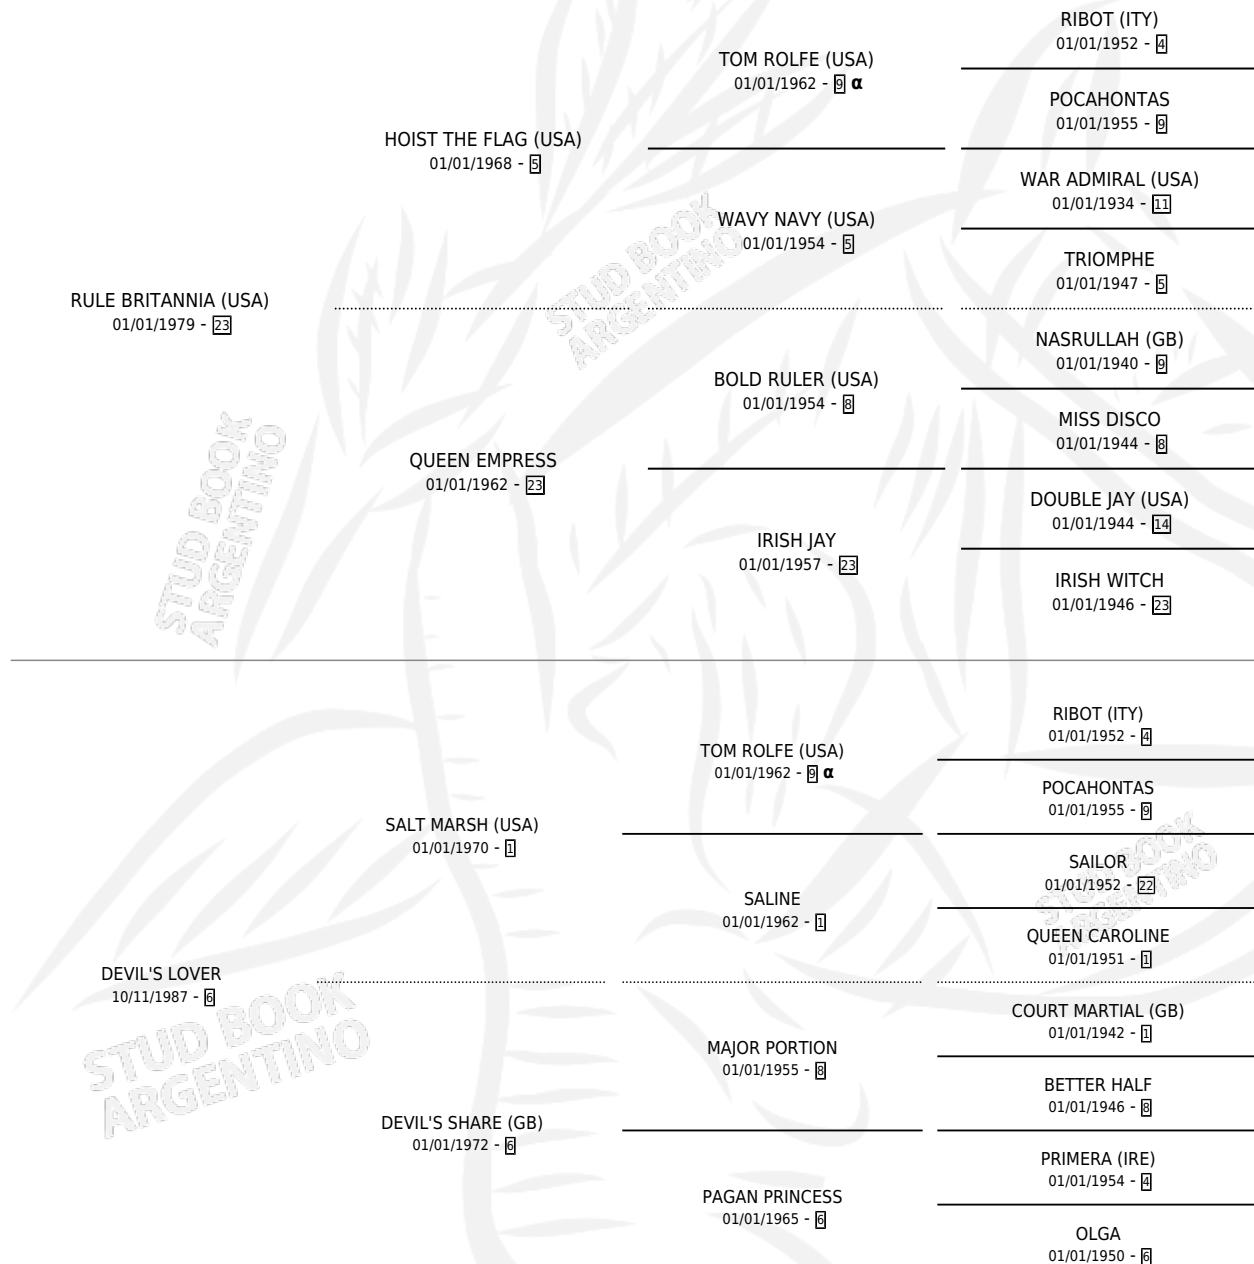 RIBOT (ITY)
01/01/1952 - 4
TOM ROLFE (USA)
01/01/1962 - 9 α
POCAHONTAS
01/01/1955 - 9
HOIST THE FLAG (USA)
01/01/1968 - 5
WAR ADMIRAL (USA)
01/01/1934 - 11
WAVY NAVY (USA)
01/01/1954 - 5
TRIOMPHE
01/01/1947 - 5
RULE BRITANNIA (USA)
01/01/1979 - 23
STUD BOOK
ARGENTINO
NASRULLAH (GB)
01/01/1940 - 9
BOLD RULER (USA)
01/01/1954 - 8
MISS DISCO
01/01/1944 - 8
QUEEN EMPRESS
01/01/1962 - 23
STUD BOOK
ARGENTINO
DOUBLE JAY (USA)
01/01/1944 - 14
IRISH JAY
01/01/1957 - 23
IRISH WITCH
01/01/1946 - 23
RIBOT (ITY)
01/01/1952 - 4
TOM ROLFE (USA)
01/01/1962 - 9 α
POCAHONTAS
01/01/1955 - 9
SALT MARSH (USA)
01/01/1970 - 1
SAILOR
01/01/1952 - 22
STUD BOOK
ARGENTINO
SALINE
01/01/1962 - 1
QUEEN CAROLINE
01/01/1951 - 1
DEVIL'S LOVER
10/11/1987 - 6
STUD BOOK
ARGENTINO
COURT MARTIAL (GB)
01/01/1942 - 1
MAJOR PORTION
01/01/1955 - 8
BETTER HALF
01/01/1946 - 8
DEVIL'S SHARE (GB)
01/01/1972 - 6
PRIMERA (IRE)
01/01/1954 - 4
PAGAN PRINCESS
01/01/1965 - 6
OLGA
01/01/1950 - 6